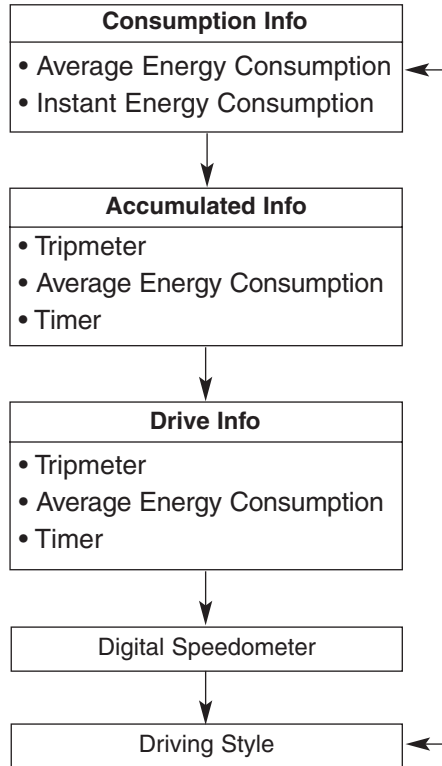 Consumption Info
• Average Energy Consumption
• Instant Energy Consumption
Accumulated Info
• Tripmeter
• Average Energy Consumption
• Timer
Drive Info
• Tripmeter
• Average Energy Consumption
• Timer
Digital Speedometer
Driving Style